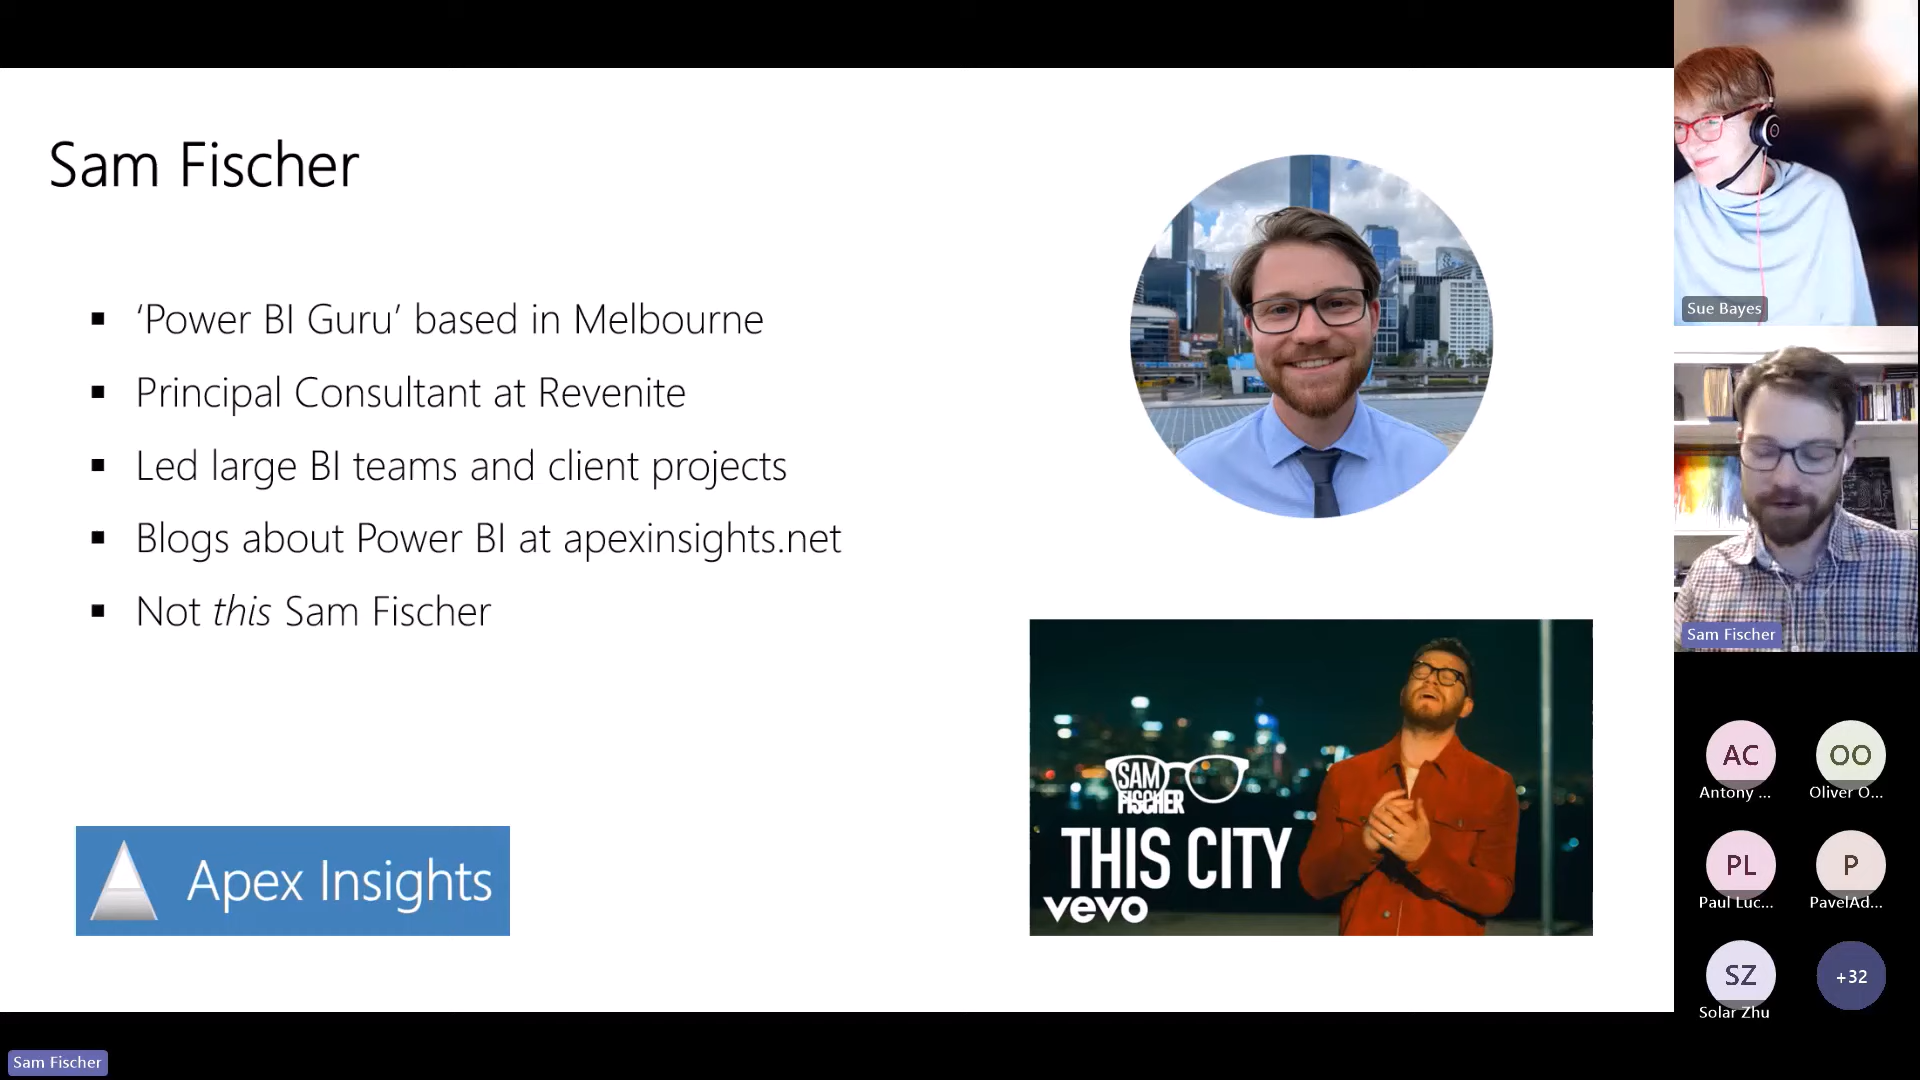 Sam Fischer
▪ ‘Power BI Guru’ based in Melbourne
▪ Principal Consultant at Revenite
▪ Led large BI teams and client projects
▪ Blogs about Power BI at apexinsights.net
▪ Not this Sam Fischer
Apex Insights
SAM
FISCHER
THIS CITY
vevo
Sue Bayes
Sam Fischer
AC
Antony ...
OO
Oliver O...
PL
Paul Luc...
P
PavelAd...
SZ
Solar Zhu
+32
Sam Fischer